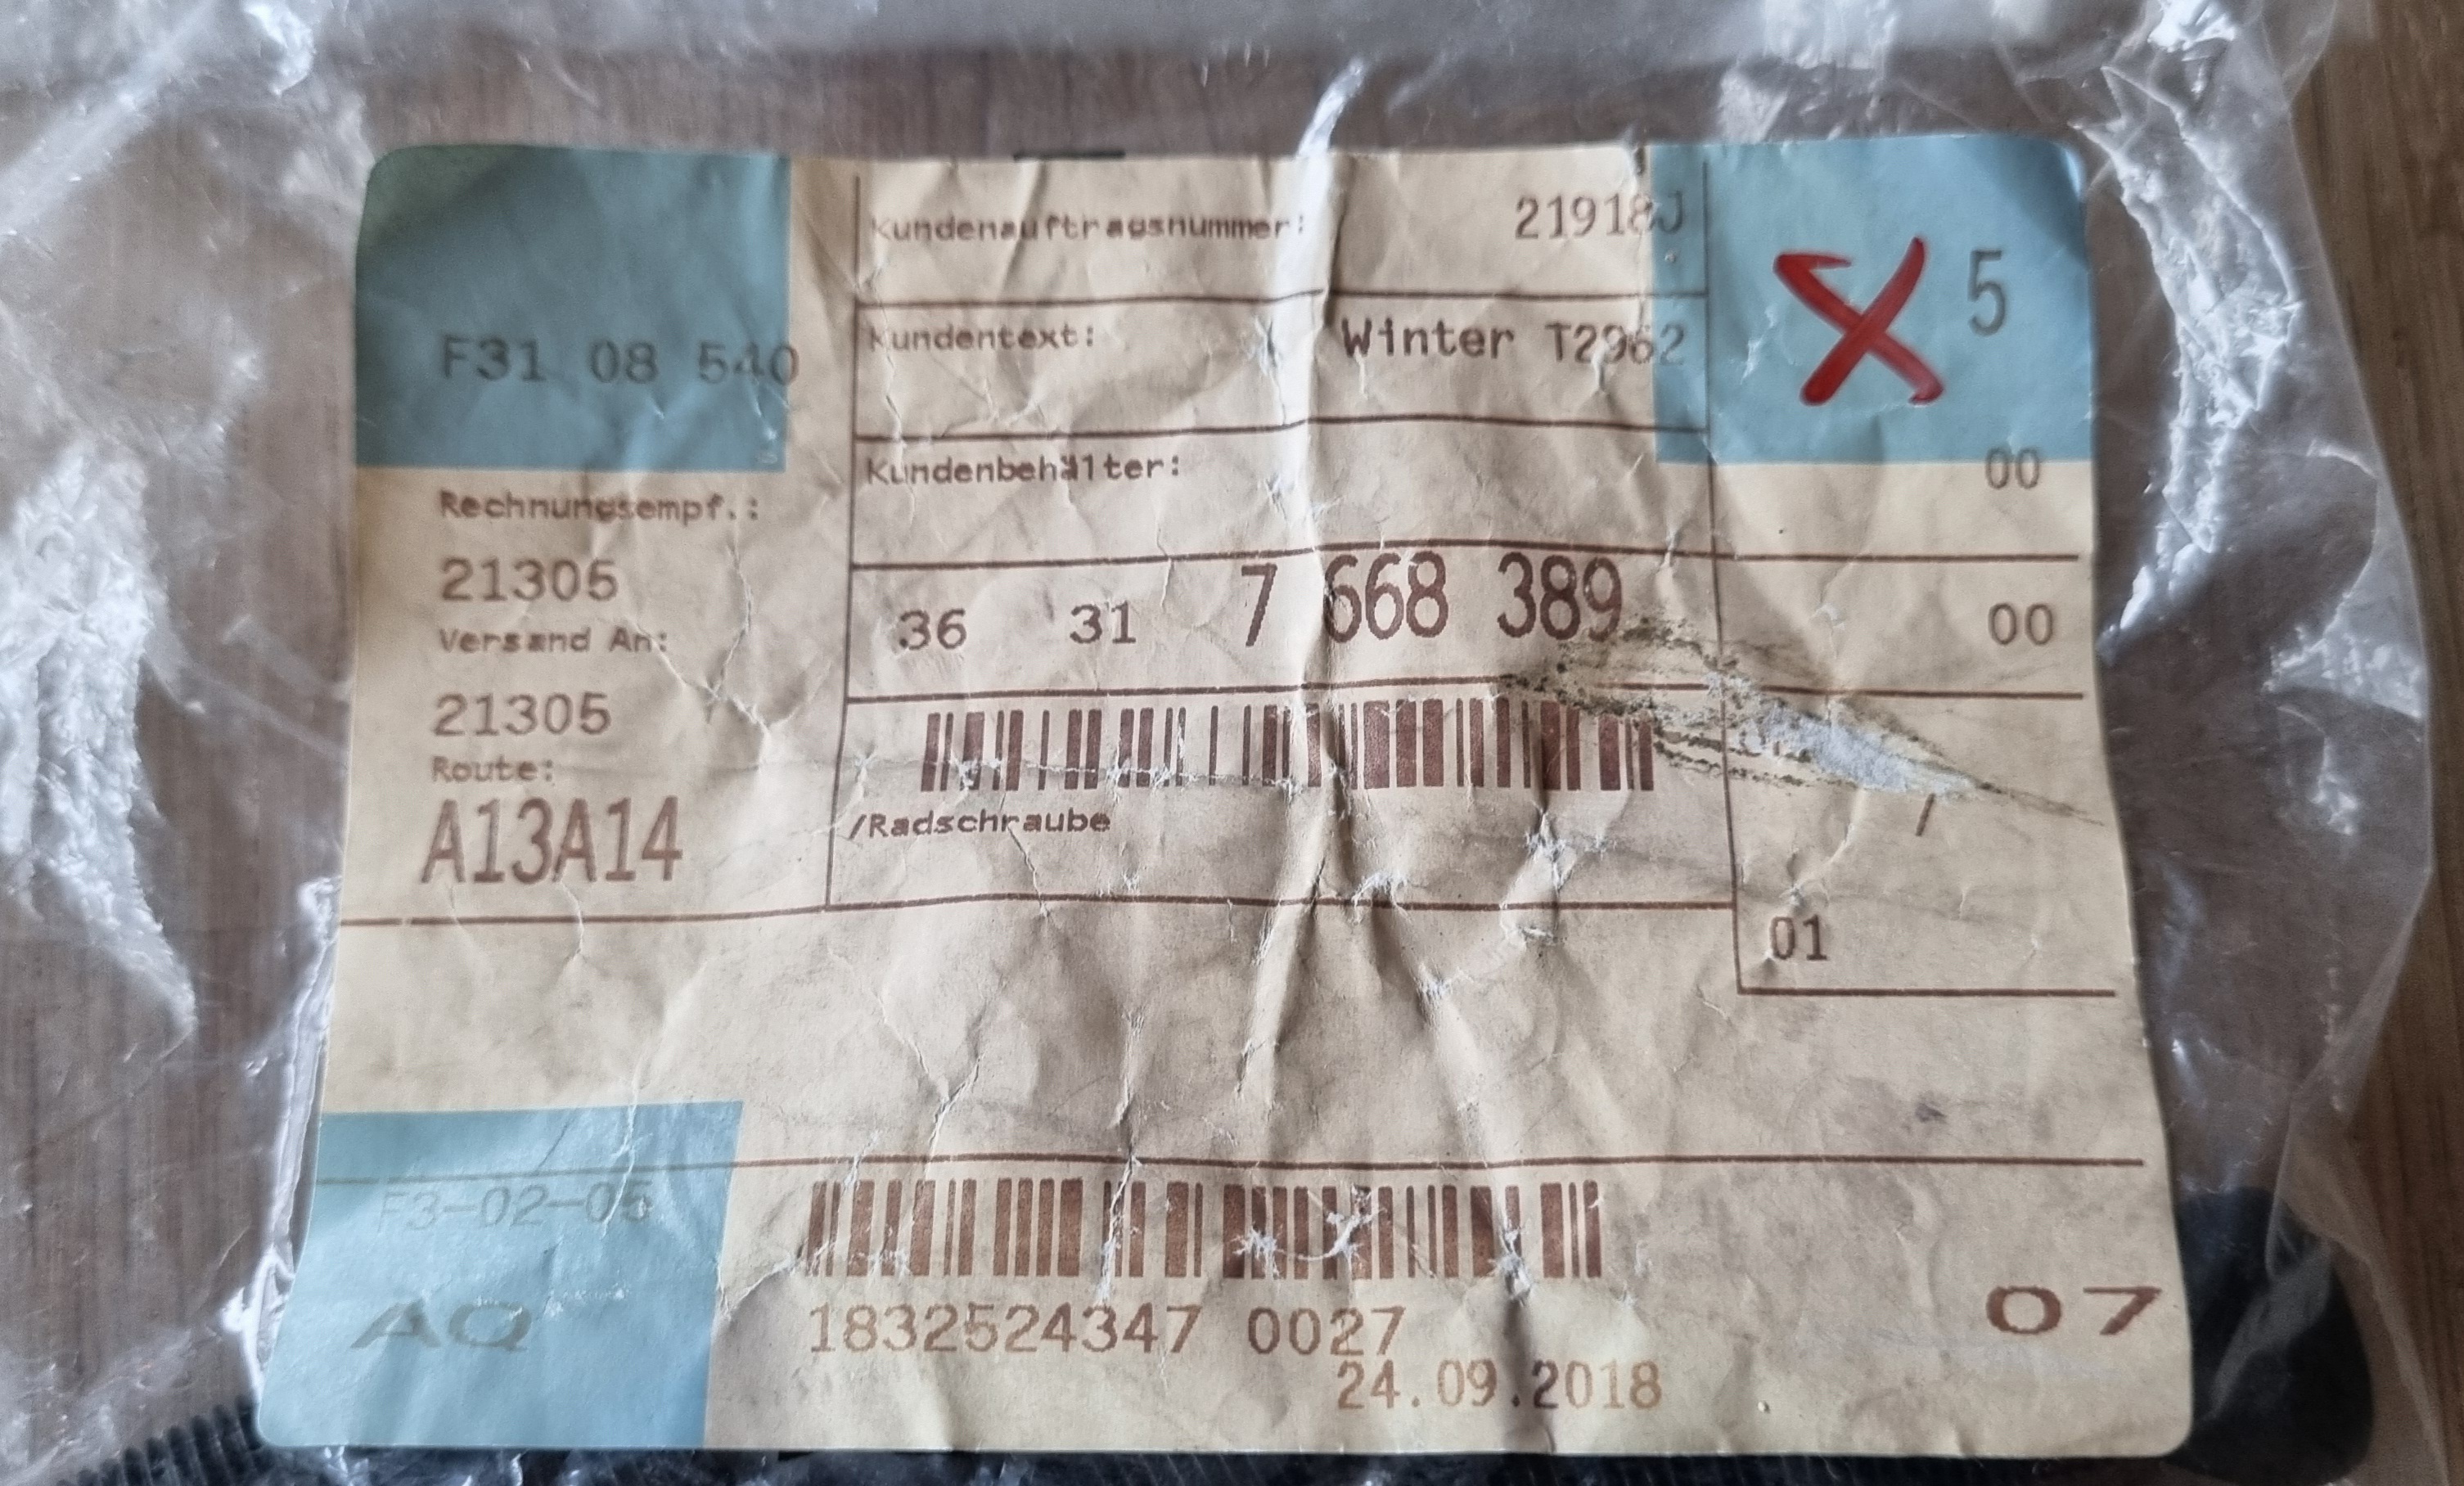 Kundenauftragsnummer: 21918J
5
Kundentext: Winter T2962
F31 08 540
00
Kundenbehälter:
Rechnungsempf.:
21305
36 31 7 668 389
00
Versand An:
21305
Route:
A13A14
/Radschraube
/
01
F3-02-05
AQ
1832524347 0027
07
24.09.2018